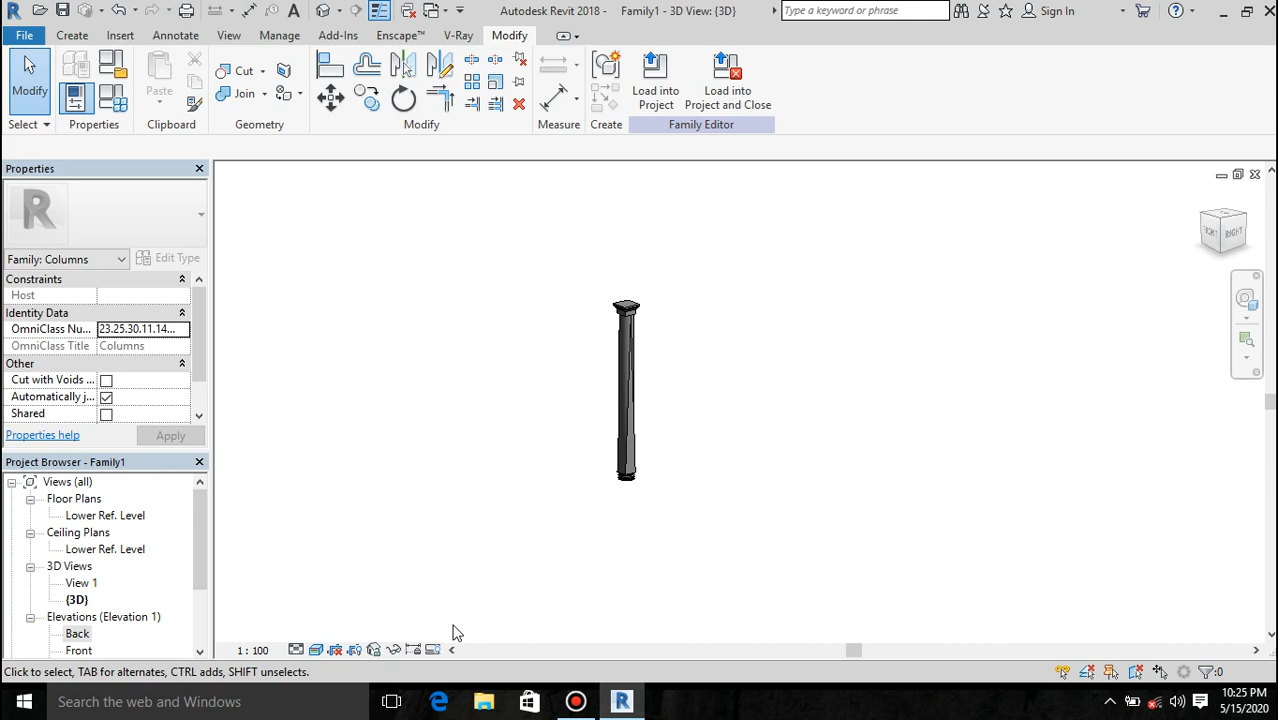 Autodesk Revit 2018 - Family1 - 3D View: {3D}
Type a keyword or phrase
Sign In
File Create Insert Annotate View Manage Add-Ins Enscape™ V-Ray Modify
Modify
Paste
Cut
Join
Load into Project
Load into Project and Close
Select Properties Clipboard Geometry Modify Measure Create Family Editor
Properties
R
Family: Columns
Edit Type
Constraints
Host
Identity Data
OmniClass Nu... 23.25.30.11.14...
OmniClass Title Columns
Other
Cut with Voids ...
Automatically j...
Shared
Properties help Apply
Project Browser - Family1
Views (all)
Floor Plans
Lower Ref. Level
Ceiling Plans
Lower Ref. Level
3D Views
View 1
{3D}
Elevations (Elevation 1)
Back
Front
RIGHT
1 : 100
Click to select, TAB for alternates, CTRL adds, SHIFT unselects.
:0
Search the web and Windows
10:25 PM
5/15/2020